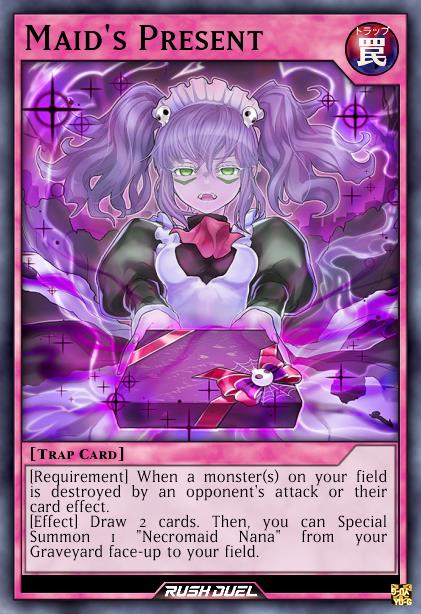 Maid's Present
トラップ
罠
[Trap Card]
[Requirement] When a monster(s) on your field
is destroyed by an opponent's attack or their
card effect.
[Effect] Draw 2 cards. Then, you can Special
Summon 1 "Necromaid Nana" from your
Graveyard face-up to your field.
RUSH DUEL